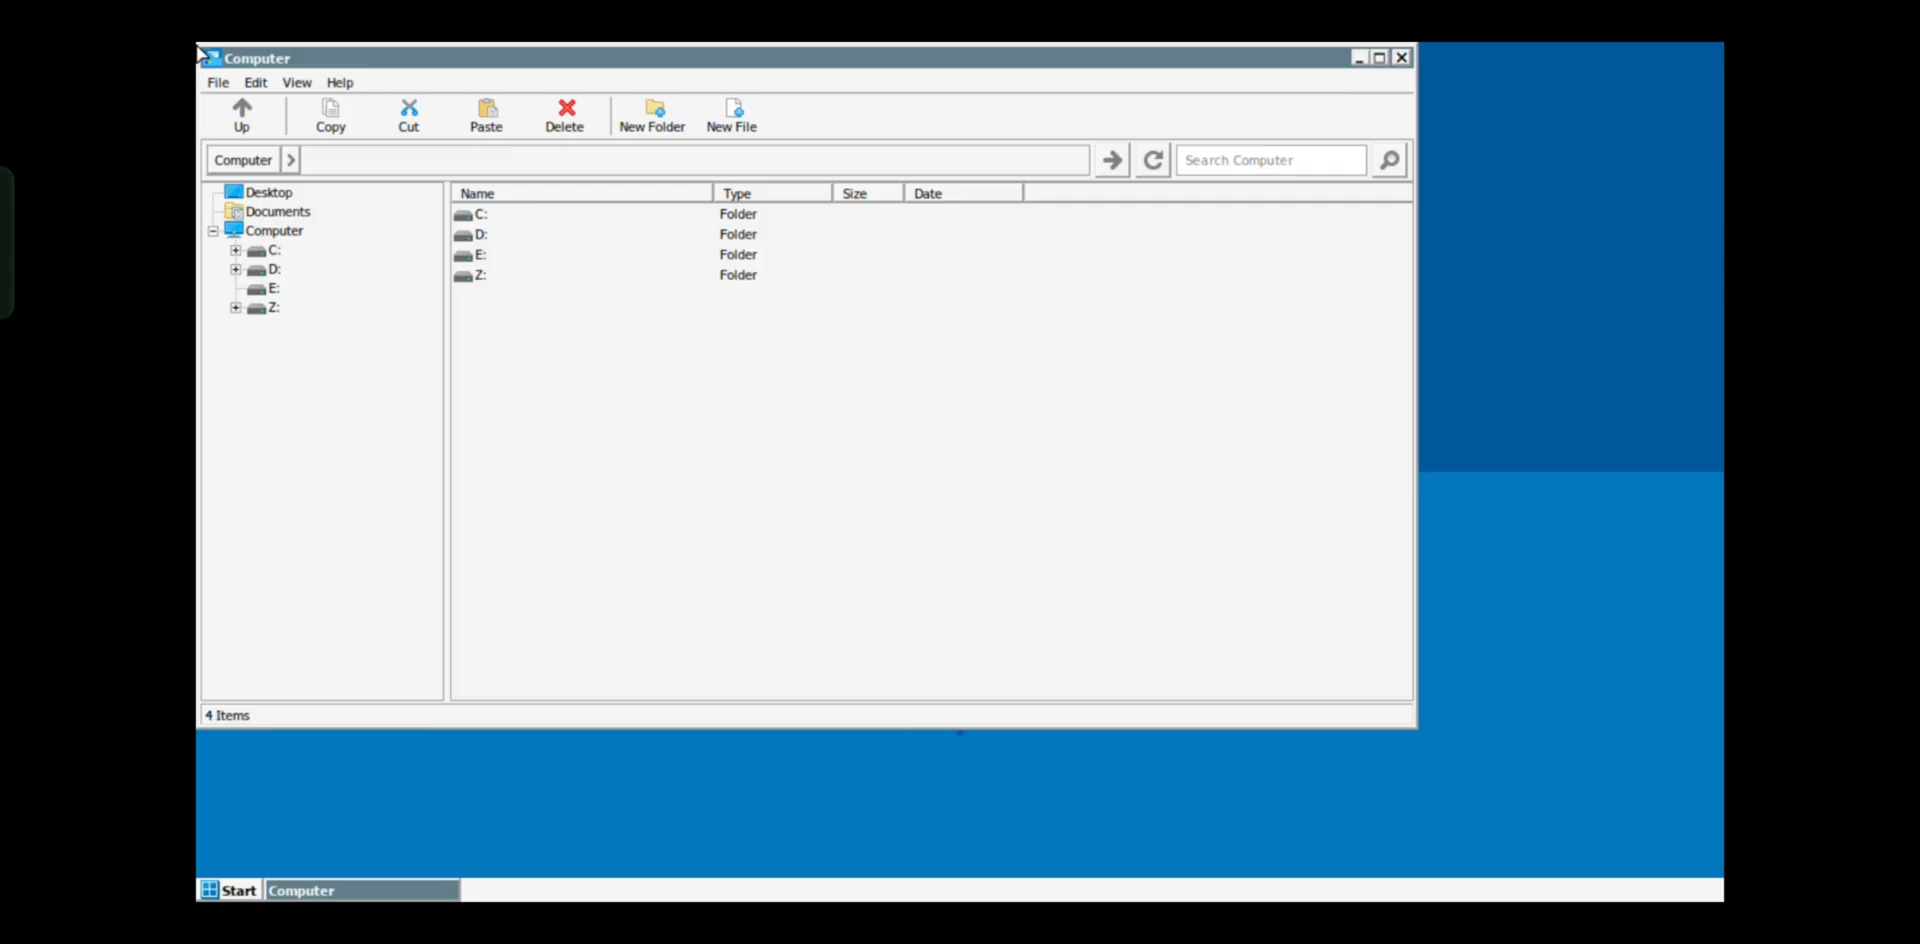 Computer
File Edit View Help
Up Copy Cut Paste Delete New Folder New File
Computer Search Computer
Desktop
Documents
Computer
C:
D:
E:
Z:
Name Type Size Date
C: Folder
D: Folder
E: Folder
Z: Folder
4 Items
Start Computer